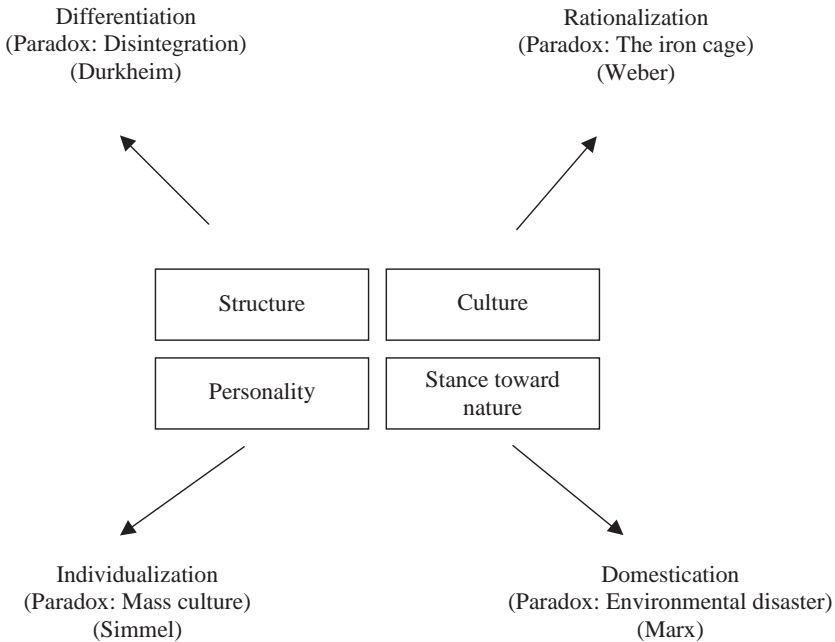 Differentiation
(Paradox: Disintegration)
(Durkheim)
Rationalization
(Paradox: The iron cage)
(Weber)
Structure
Culture
Personality
Stance toward
nature
Individualization
(Paradox: Mass culture)
(Simmel)
Domestication
(Paradox: Environmental disaster)
(Marx)